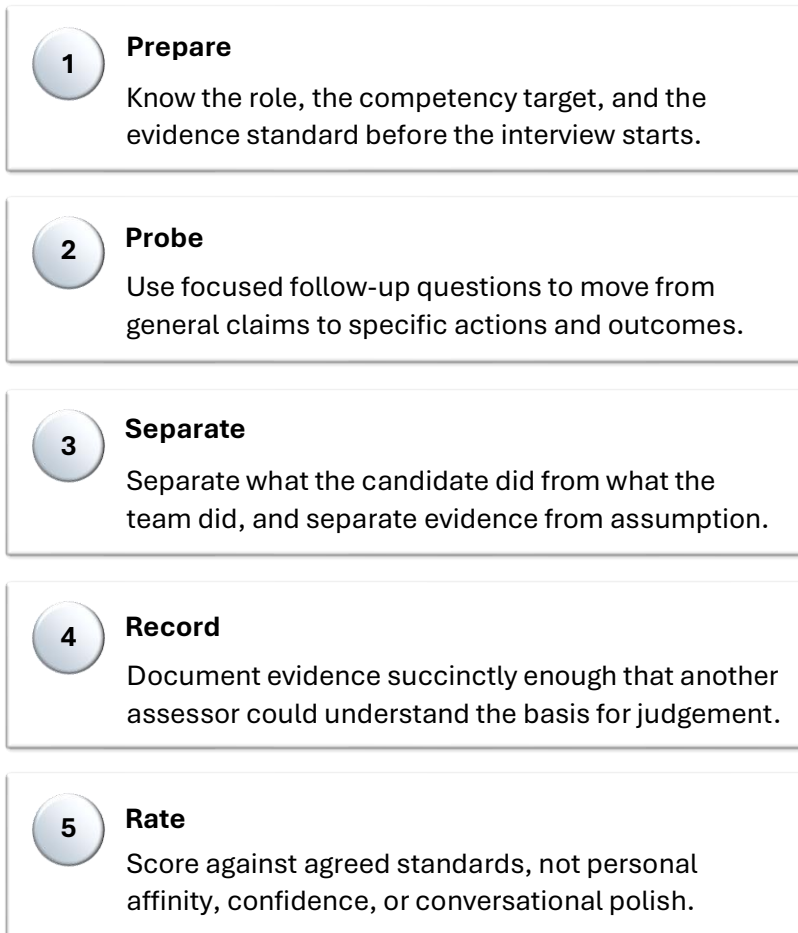 1
Prepare
Know the role, the competency target, and the
evidence standard before the interview starts.
2
Probe
Use focused follow-up questions to move from
general claims to specific actions and outcomes.
3
Separate
Separate what the candidate did from what the
team did, and separate evidence from assumption.
4
Record
Document evidence succinctly enough that another
assessor could understand the basis for judgement.
5
Rate
Score against agreed standards, not personal
affinity, confidence, or conversational polish.